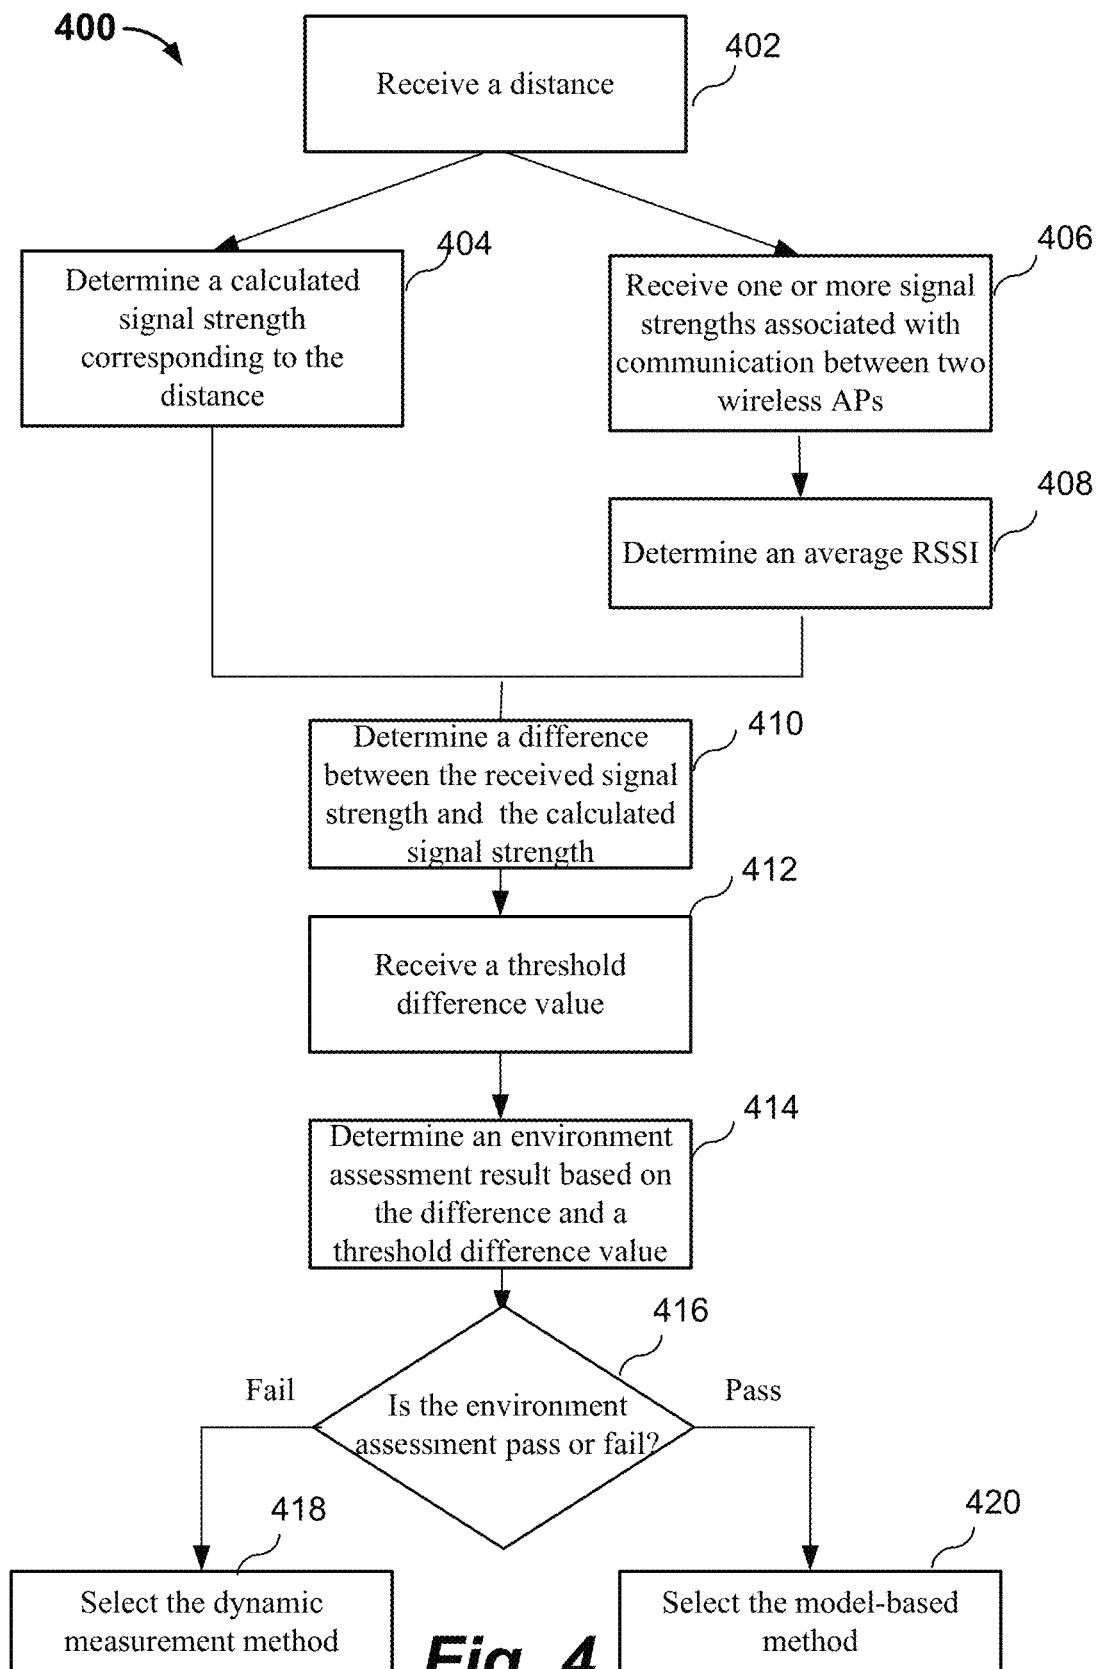 400
Receive a distance
402
Determine a calculated
signal strength
corresponding to the
distance
404
Receive one or more signal
strengths associated with
communication between two
wireless APs
406
Determine an average RSSI
408
Determine a difference
between the received signal
strength and the calculated
signal strength
410
Receive a threshold
difference value
412
Determine an environment
assessment result based on
the difference and a
threshold difference value
414
Is the environment
assessment pass or fail?
416
Fail
Pass
Select the dynamic
measurement method
418
Select the model-based
method
420
Fig. 4